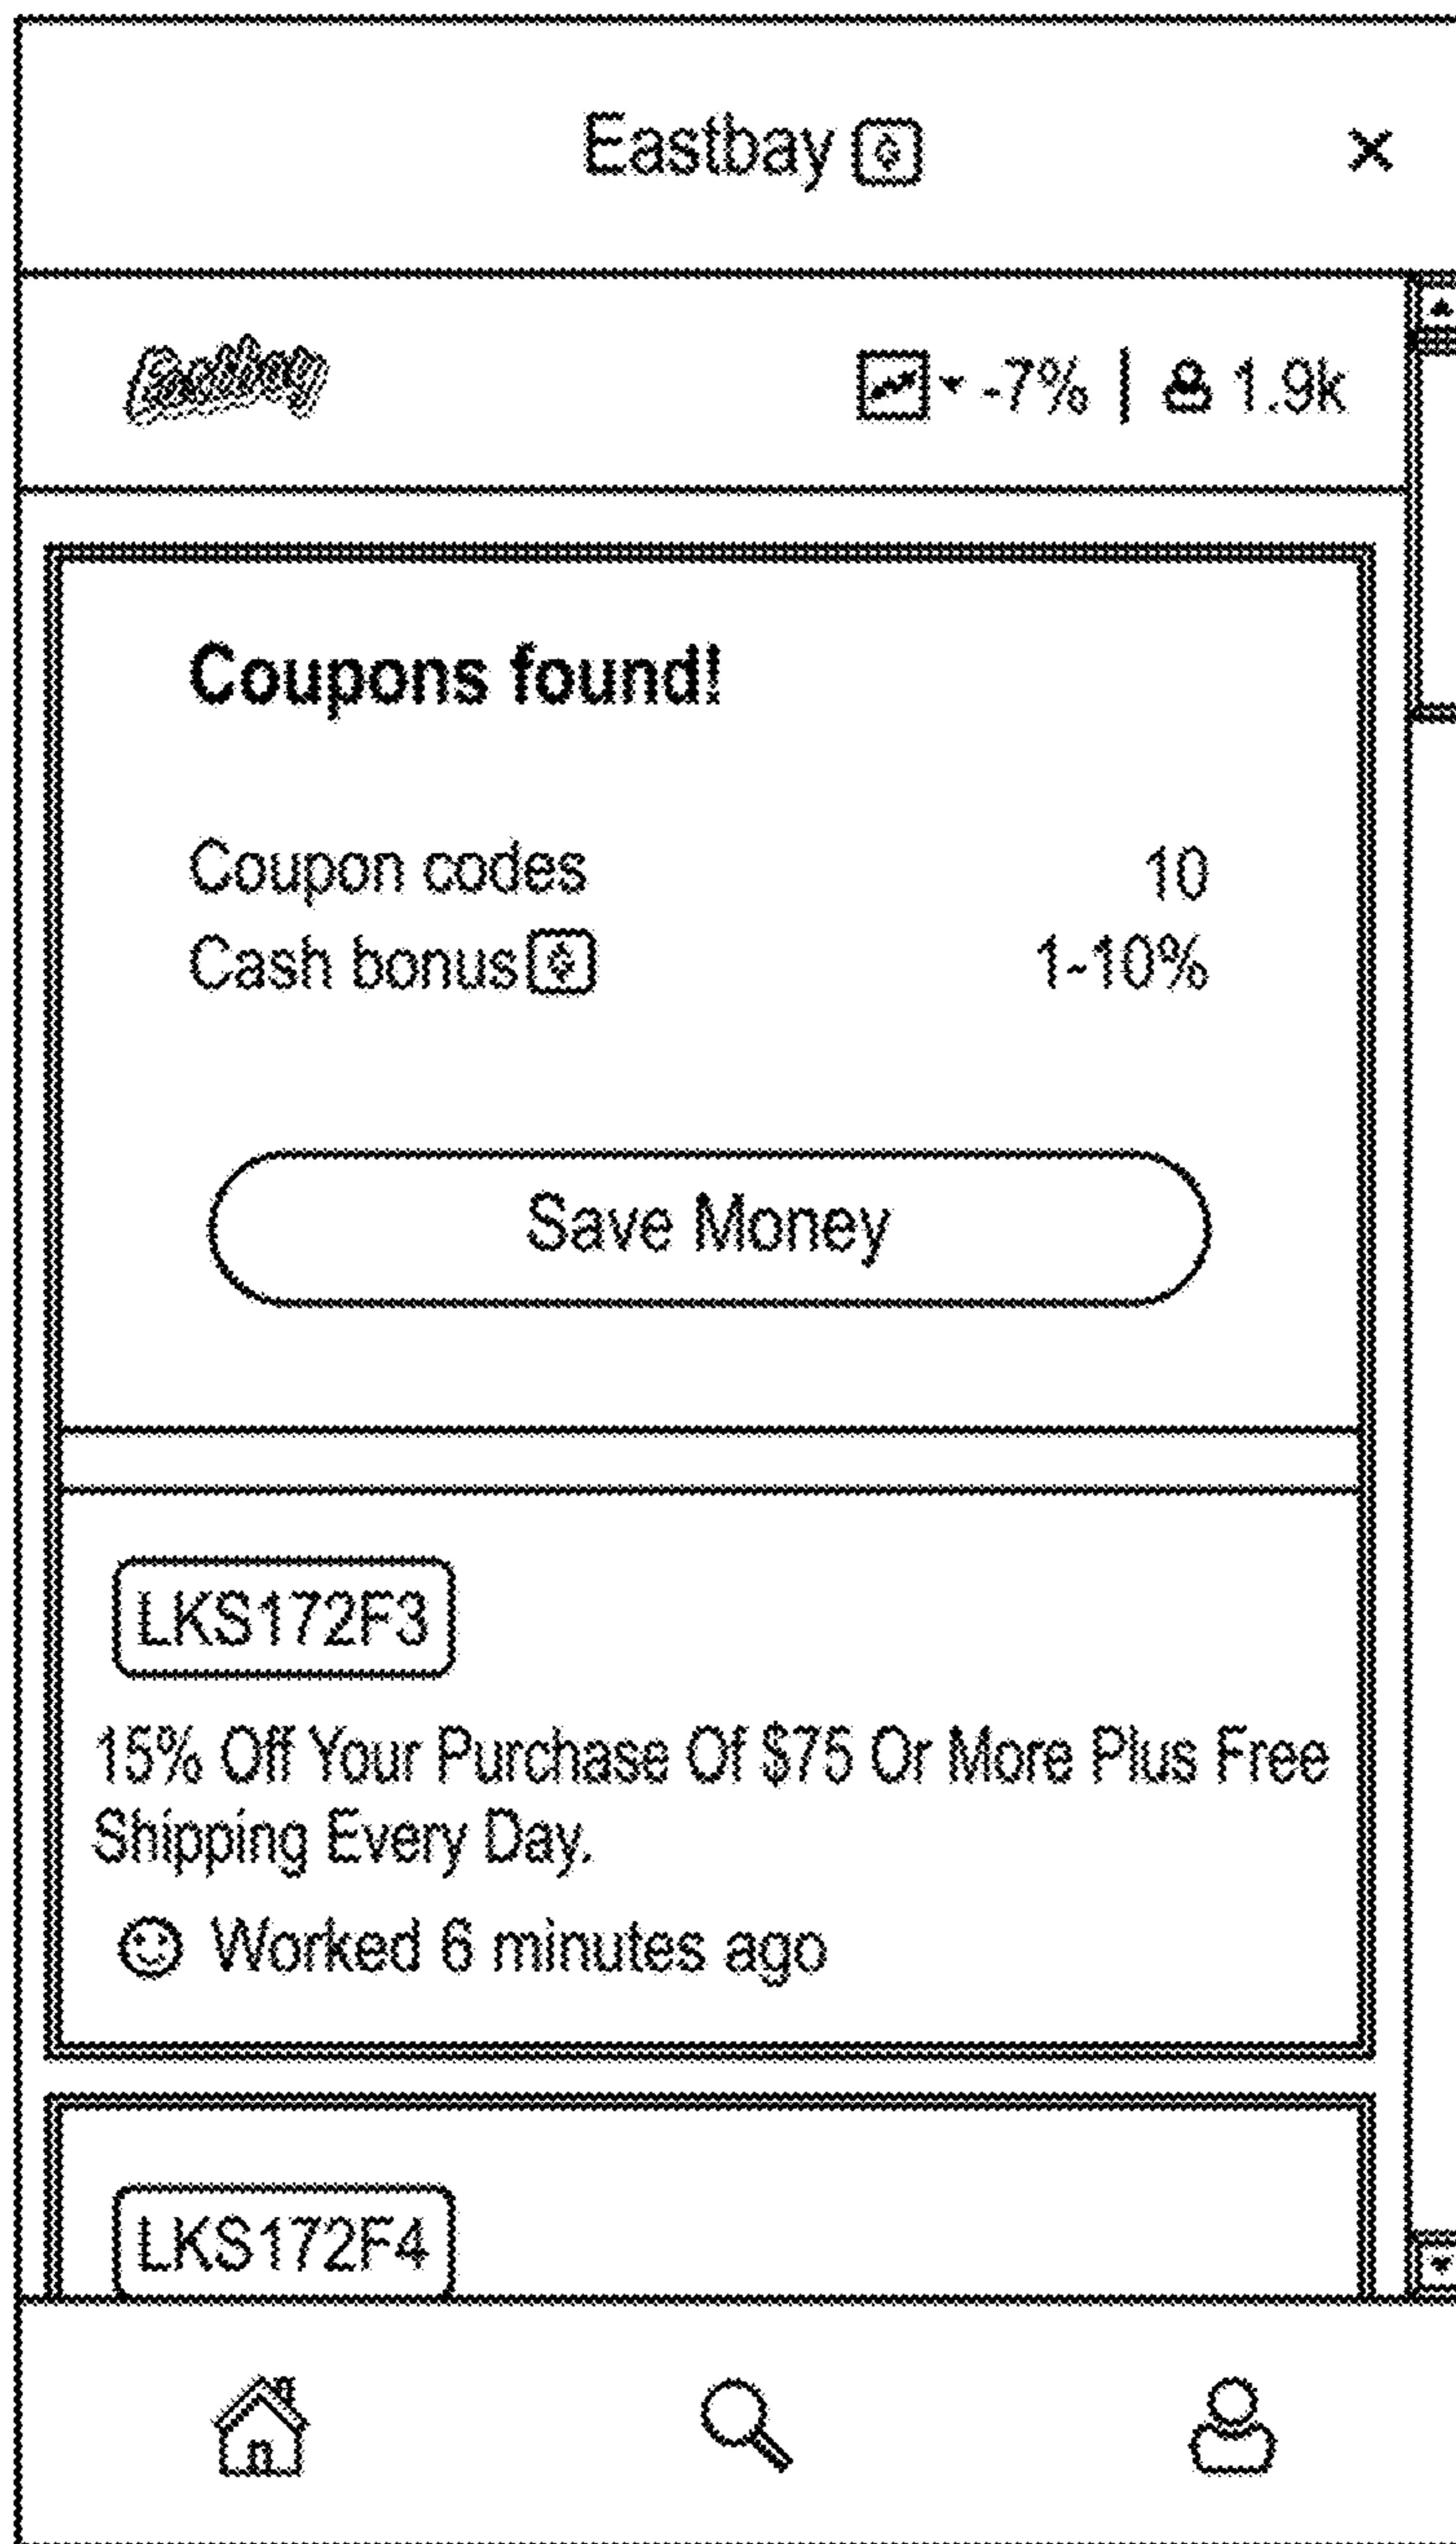 Eastbay
Eastbay
-7% | 1.9k
Coupons found!
Coupon codes 10
Cash bonus 1-10%
Save Money
LKS172F3
15% Off Your Purchase Of $75 Or More Plus Free
Shipping Every Day.
Worked 6 minutes ago
LKS172F4